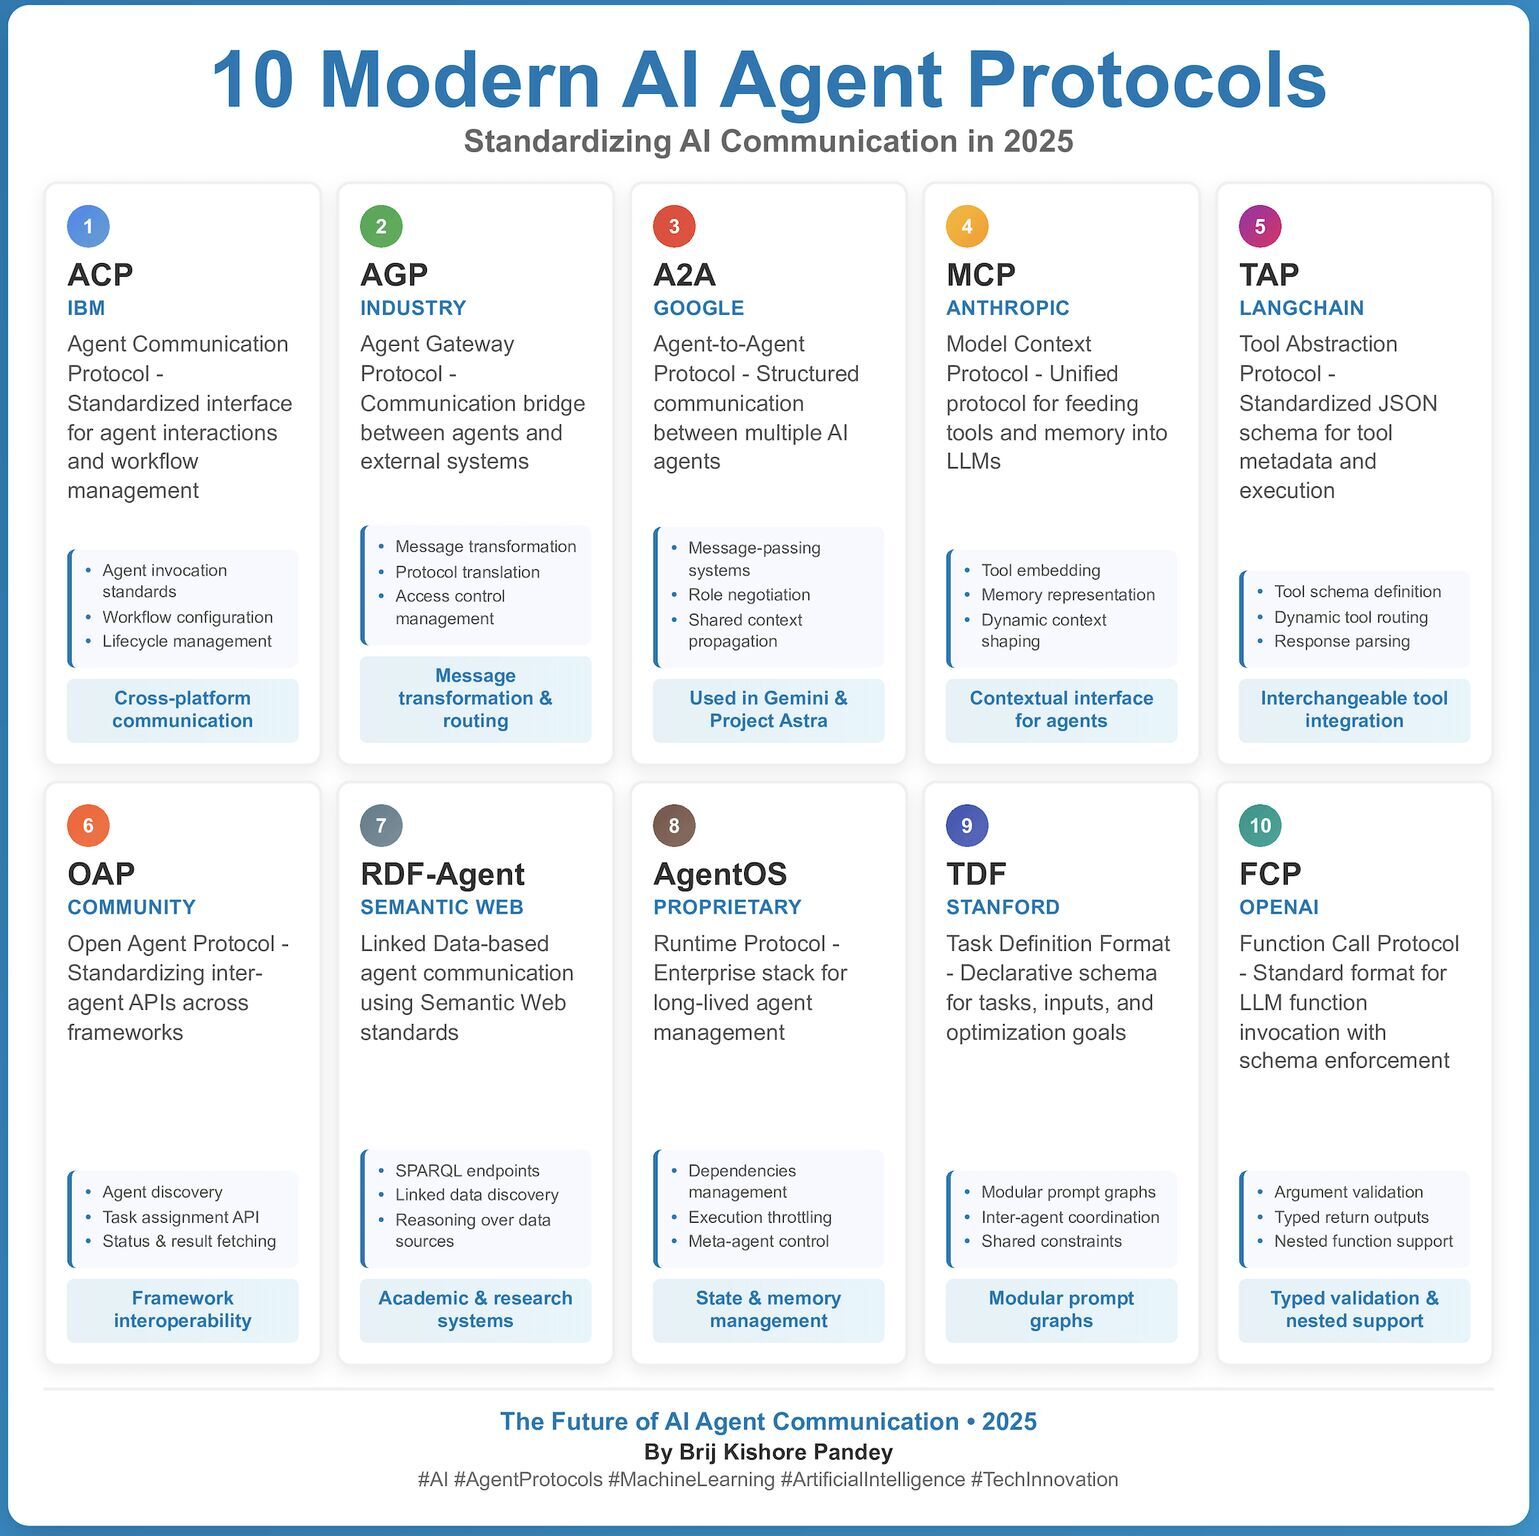 10 Modern AI Agent Protocols
Standardizing AI Communication in 2025
1
ACP
IBM
Agent Communication
Protocol -
Standardized interface
for agent interactions
and workflow
management
• Agent invocation
standards
• Workflow configuration
• Lifecycle management
Cross-platform
communication
2
AGP
INDUSTRY
Agent Gateway
Protocol -
Communication bridge
between agents and
external systems
• Message transformation
• Protocol translation
• Access control
management
Message
transformation &
routing
3
A2A
GOOGLE
Agent-to-Agent
Protocol - Structured
communication
between multiple AI
agents
• Message-passing
systems
• Role negotiation
• Shared context
propagation
Used in Gemini &
Project Astra
4
MCP
ANTHROPIC
Model Context
Protocol - Unified
protocol for feeding
tools and memory into
LLMs
• Tool embedding
• Memory representation
• Dynamic context
shaping
Contextual interface
for agents
5
TAP
LANGCHAIN
Tool Abstraction
Protocol -
Standardized JSON
schema for tool
metadata and
execution
• Tool schema definition
• Dynamic tool routing
• Response parsing
Interchangeable tool
integration
6
OAP
COMMUNITY
Open Agent Protocol -
Standardizing inter-
agent APIs across
frameworks
• Agent discovery
• Task assignment API
• Status & result fetching
Framework
interoperability
7
RDF-Agent
SEMANTIC WEB
Linked Data-based
agent communication
using Semantic Web
standards
• SPARQL endpoints
• Linked data discovery
• Reasoning over data
sources
Academic & research
systems
8
AgentOS
PROPRIETARY
Runtime Protocol -
Enterprise stack for
long-lived agent
management
• Dependencies
management
• Execution throttling
• Meta-agent control
State & memory
management
9
TDF
STANFORD
Task Definition Format
- Declarative schema
for tasks, inputs, and
optimization goals
• Modular prompt graphs
• Inter-agent coordination
• Shared constraints
Modular prompt
graphs
10
FCP
OPENAI
Function Call Protocol
- Standard format for
LLM function
invocation with
schema enforcement
• Argument validation
• Typed return outputs
• Nested function support
Typed validation &
nested support
The Future of AI Agent Communication • 2025
By Brij Kishore Pandey
#AI #AgentProtocols #MachineLearning #ArtificialIntelligence #TechInnovation